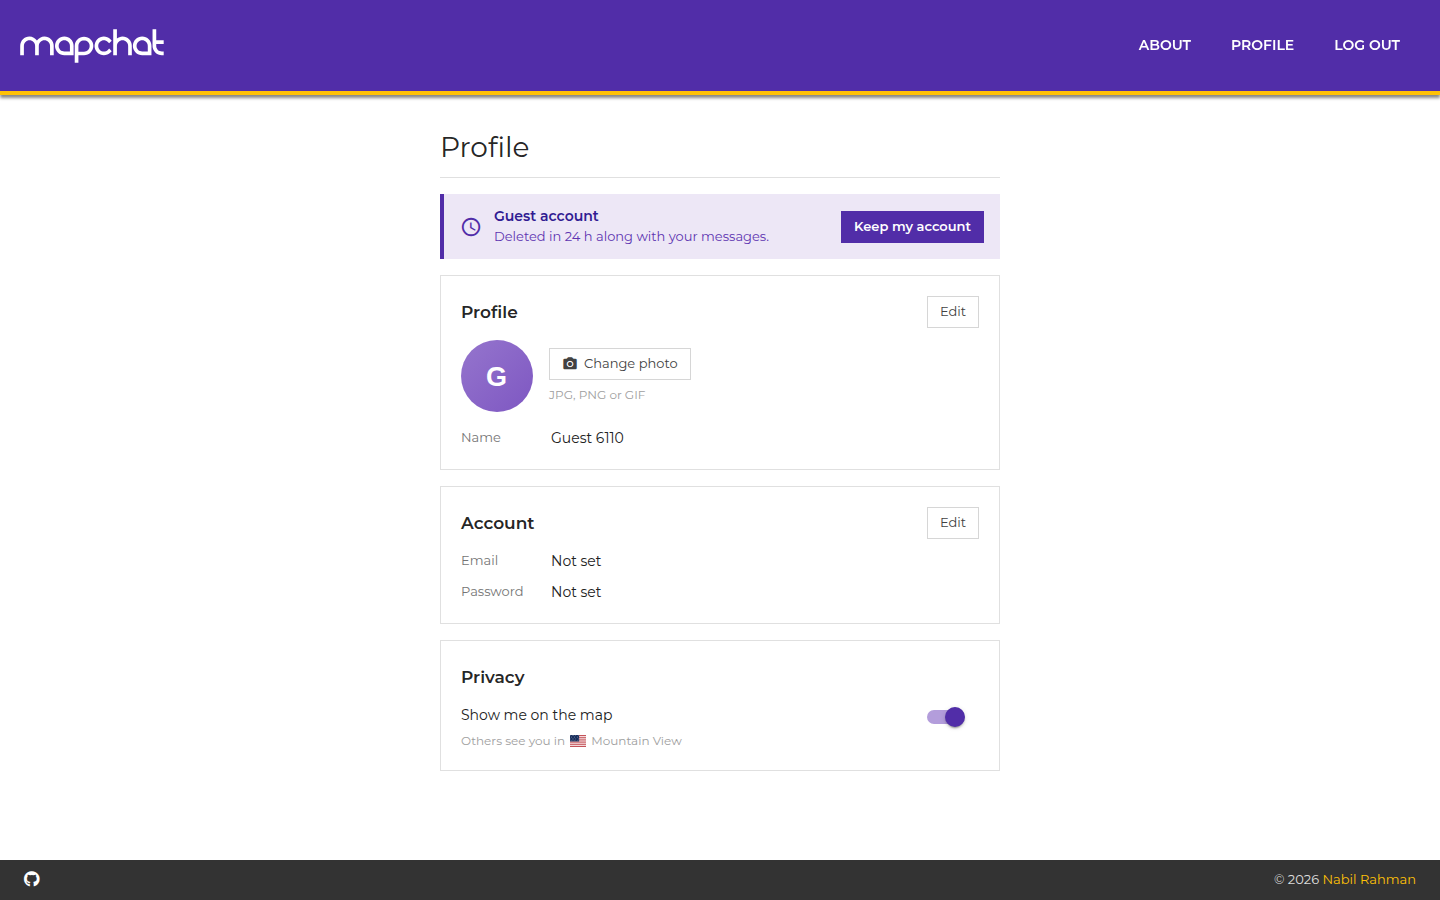 mapchat
ABOUT
PROFILE
LOG OUT
Profile
Guest account
Deleted in 24 h along with your messages.
Keep my account
Profile
Edit
G
Change photo
JPG, PNG or GIF
Name
Guest 6110
Account
Edit
Email
Not set
Password
Not set
Privacy
Show me on the map
Others see you in Mountain View
© 2026 Nabil Rahman